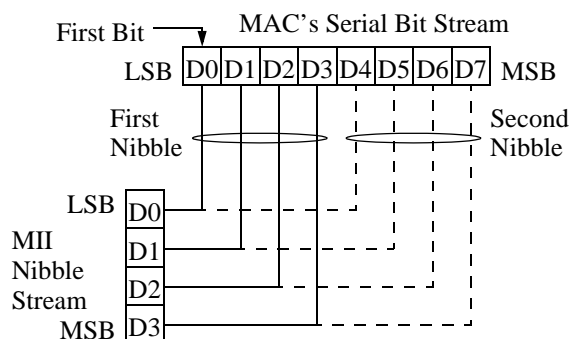 MAC's Serial Bit Stream
First Bit
LSB D0 D1 D2 D3 D4 D5 D6 D7 MSB
First
Nibble
Second
Nibble
LSB
D0
D1
D2
D3
MII
Nibble
Stream
MSB